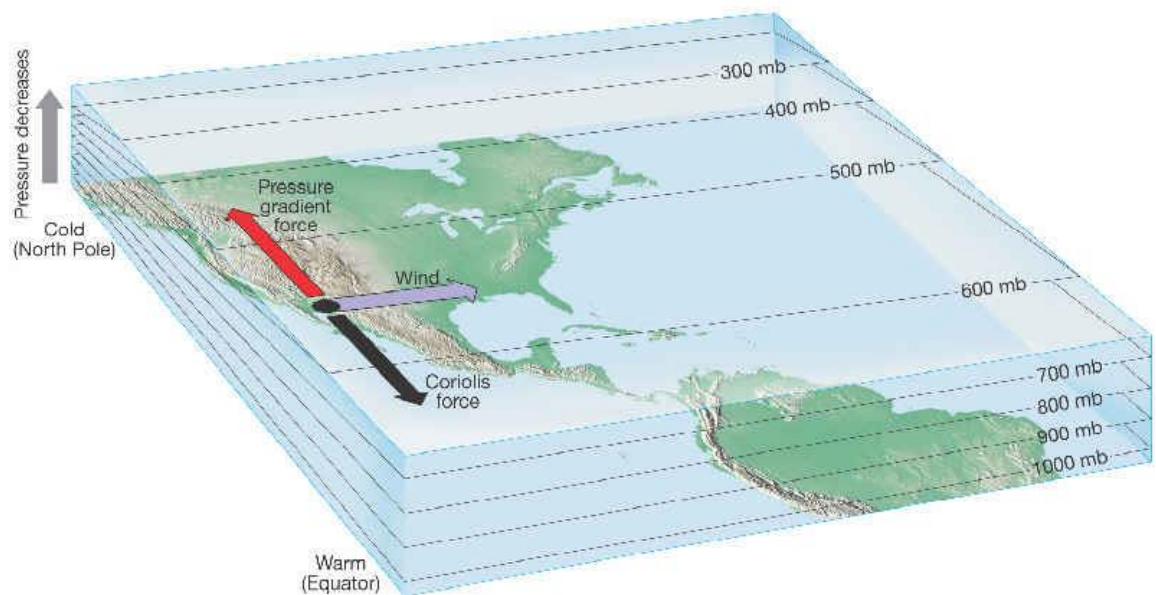 Pressure decreases
300 mb
400 mb
500 mb
Pressure
gradient
force
Cold
(North Pole)
Wind
600 mb
Coriolis
force
700 mb
800 mb
900 mb
1000 mb
Warm
(Equator)